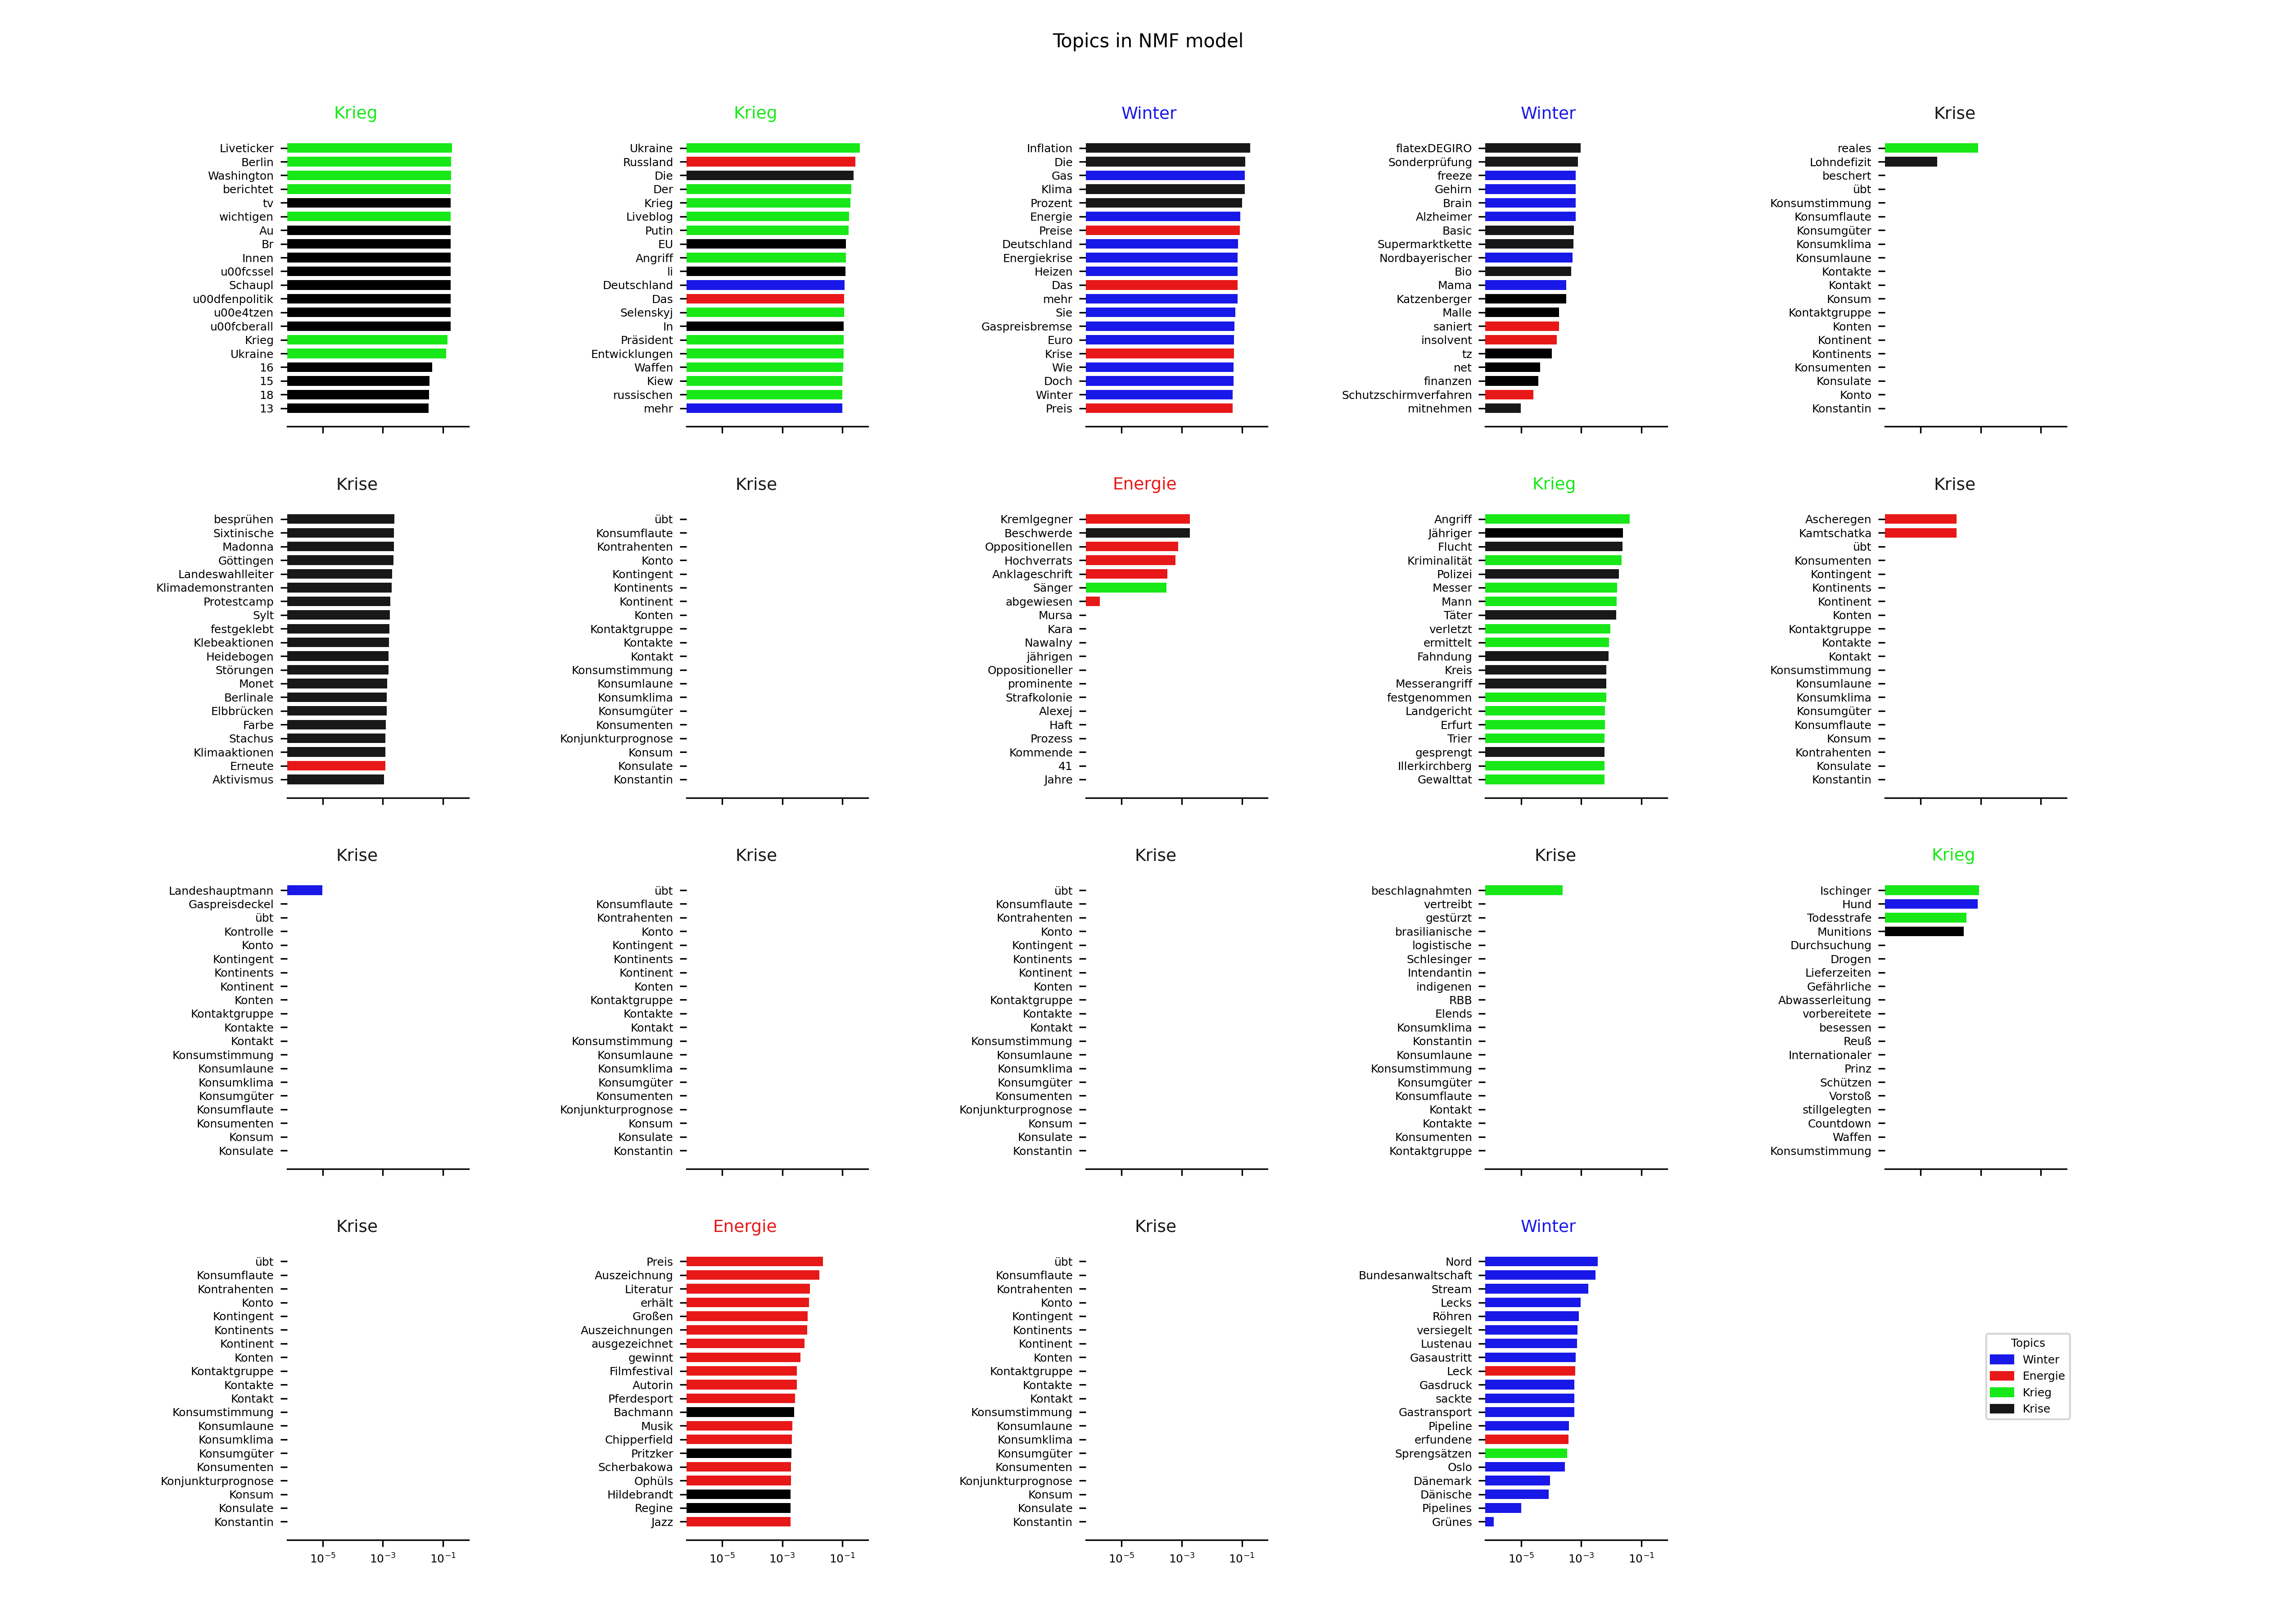 Topics in NMF model
Krieg
Liveticker
Berlin
Washington
berichtet
tv
wichtigen
Au
Br
Innen
u00fcssel
Schaupl
u00dfenpolitik
u00e4tzen
u00fcberall
Krieg
Ukraine
16
15
18
13
Krieg
Ukraine
Russland
Die
Der
Krieg
Liveblog
Putin
EU
Angriff
li
Deutschland
Das
Selenskyj
In
Präsident
Entwicklungen
Waffen
Kiew
russischen
mehr
Winter
Inflation
Die
Gas
Klima
Prozent
Energie
Preise
Deutschland
Energiekrise
Heizen
Das
mehr
Sie
Gaspreisbremse
Euro
Krise
Wie
Doch
Winter
Preis
Winter
flatexDEGIRO
Sonderprüfung
freeze
Gehirn
Brain
Alzheimer
Basic
Supermarktkette
Nordbayerischer
Bio
Mama
Katzenberger
Malle
saniert
insolvent
tz
net
finanzen
Schutzschirmverfahren
mitnehmen
Krise
reales
Lohndefizit
beschert
übt
Konsumstimmung
Konsumflaute
Konsumgüter
Konsumklima
Konsumlaune
Kontakte
Kontakt
Konsum
Kontaktgruppe
Konten
Kontinent
Kontinents
Konsumenten
Konsulate
Konto
Konstantin
Krise
besprühen
Sixtinische
Madonna
Göttingen
Landeswahlleiter
Klimademonstranten
Protestcamp
Sylt
festgeklebt
Klebeaktionen
Heidebogen
Störungen
Monet
Berlinale
Elbbrücken
Farbe
Stachus
Klimaaktionen
Erneute
Aktivismus
Krise
übt
Konsumflaute
Kontrahenten
Konto
Kontingent
Kontinents
Kontinent
Konten
Kontaktgruppe
Kontakte
Kontakt
Konsumstimmung
Konsumlaune
Konsumklima
Konsumgüter
Konsumenten
Konjunkturprognose
Konsum
Konsulate
Konstantin
Energie
Kremlgegner
Beschwerde
Oppositionellen
Hochverrats
Anklageschrift
Sänger
abgewiesen
Mursa
Kara
Nawalny
jährigen
Oppositioneller
prominente
Strafkolonie
Alexej
Haft
Prozess
Kommende
41
Jahre
Krieg
Angriff
Jähriger
Flucht
Kriminalität
Polizei
Messer
Mann
Täter
verletzt
ermittelt
Fahndung
Kreis
Messerangriff
festgenommen
Landgericht
Erfurt
Trier
gesprengt
Illerkirchberg
Gewalttat
Krise
Ascheregen
Kamtschatka
übt
Konsumenten
Kontingent
Kontinents
Kontinent
Konten
Kontaktgruppe
Kontakte
Kontakt
Konsumstimmung
Konsumlaune
Konsumklima
Konsumgüter
Konsumflaute
Konsum
Kontrahenten
Konsulate
Konstantin
Krise
Landeshauptmann
Gaspreisdeckel
übt
Kontrolle
Konto
Kontingent
Kontinents
Kontinent
Konten
Kontaktgruppe
Kontakte
Kontakt
Konsumstimmung
Konsumlaune
Konsumklima
Konsumgüter
Konsumflaute
Konsumenten
Konsum
Konsulate
Krise
übt
Konsumflaute
Kontrahenten
Konto
Kontingent
Kontinents
Kontinent
Konten
Kontaktgruppe
Kontakte
Kontakt
Konsumstimmung
Konsumlaune
Konsumklima
Konsumgüter
Konsumenten
Konjunkturprognose
Konsum
Konsulate
Konstantin
Krise
übt
Konsumflaute
Kontrahenten
Konto
Kontingent
Kontinents
Kontinent
Konten
Kontaktgruppe
Kontakte
Kontakt
Konsumstimmung
Konsumlaune
Konsumklima
Konsumgüter
Konsumenten
Konjunkturprognose
Konsum
Konsulate
Konstantin
Krise
beschlagnahmten
vertreibt
gestürzt
brasilianische
logistische
Schlesinger
Intendantin
indigenen
RBB
Elends
Konsumklima
Konstantin
Konsumlaune
Konsumstimmung
Konsumgüter
Konsumflaute
Kontakt
Kontakte
Konsumenten
Kontaktgruppe
Krieg
Ischinger
Hund
Todesstrafe
Munitions
Durchsuchung
Drogen
Lieferzeiten
Gefährliche
Abwasserleitung
vorbereitete
besessen
Reuß
Internationaler
Prinz
Schützen
Vorstoß
stillgelegten
Countdown
Waffen
Konsumstimmung
Krise
übt
Konsumflaute
Kontrahenten
Konto
Kontingent
Kontinents
Kontinent
Konten
Kontaktgruppe
Kontakte
Kontakt
Konsumstimmung
Konsumlaune
Konsumklima
Konsumgüter
Konsumenten
Konjunkturprognose
Konsum
Konsulate
Konstantin
10⁻⁵ 10⁻³ 10⁻¹
Energie
Preis
Auszeichnung
Literatur
erhält
Großen
Auszeichnungen
ausgezeichnet
gewinnt
Filmfestival
Autorin
Pferdesport
Bachmann
Musik
Chipperfield
Pritzker
Scherbakowa
Ophüls
Hildebrandt
Regine
Jazz
10⁻⁵ 10⁻³ 10⁻¹
Krise
übt
Konsumflaute
Kontrahenten
Konto
Kontingent
Kontinents
Kontinent
Konten
Kontaktgruppe
Kontakte
Kontakt
Konsumstimmung
Konsumlaune
Konsumklima
Konsumgüter
Konsumenten
Konjunkturprognose
Konsum
Konsulate
Konstantin
10⁻⁵ 10⁻³ 10⁻¹
Winter
Nord
Bundesanwaltschaft
Stream
Lecks
Röhren
versiegelt
Lustenau
Gasaustritt
Leck
Gasdruck
sackte
Gastransport
Pipeline
erfundene
Sprengsätzen
Oslo
Dänemark
Dänische
Pipelines
Grünes
10⁻⁵ 10⁻³ 10⁻¹
Topics
Winter
Energie
Krieg
Krise